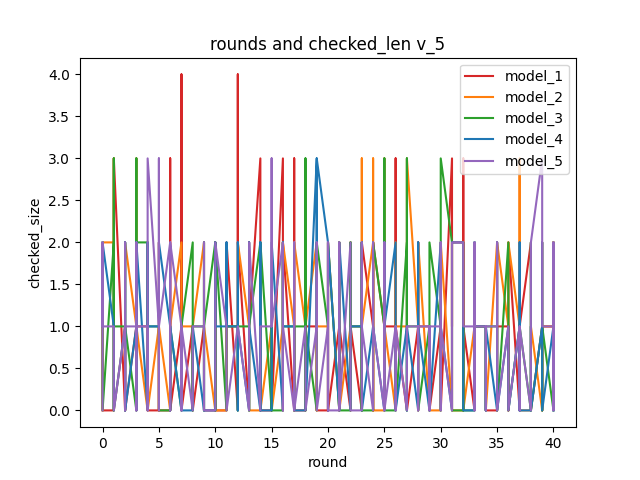 rounds and checked_len v_5
model_1
model_2
model_3
model_4
model_5
checked_size
4.0
3.5
3.0
2.5
2.0
1.5
1.0
0.5
0.0
0 5 10 15 20 25 30 35 40
round